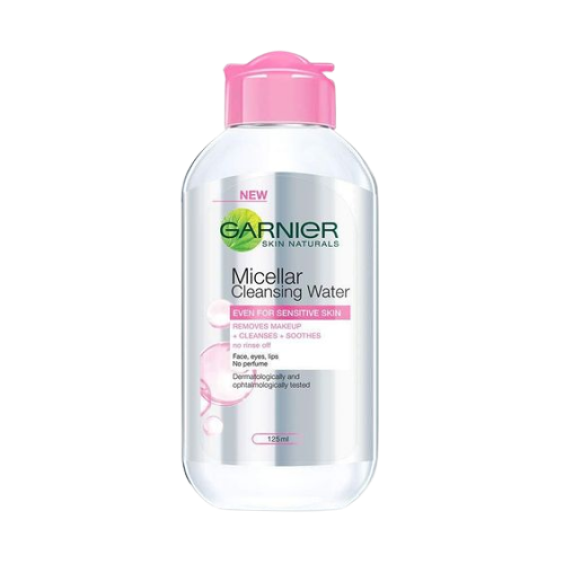 NEW
GARNIER
SKIN NATURALS
Micellar
Cleansing Water
EVEN FOR SENSITIVE SKIN
REMOVES MAKEUP
+ CLEANSES + SOOTHES
no rinse off
Face, eyes, lips
No perfume
Dermatologically and
ophtalmologically tested
125ml